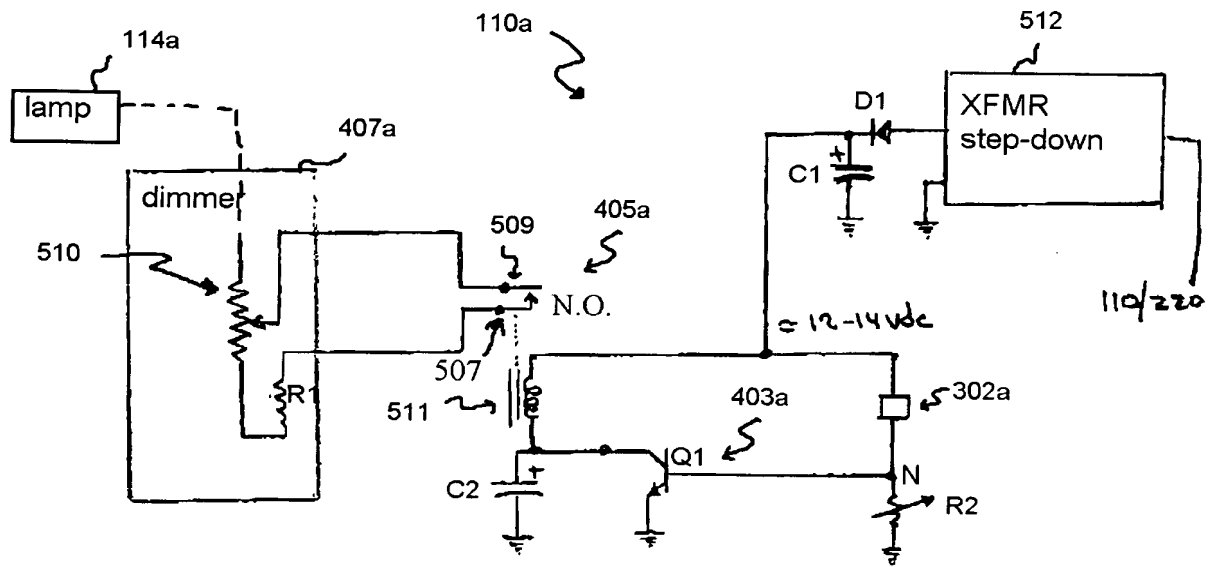 114a
110a
512
lamp
407a
D1
XFMR
step-down
dimmer
+
C1
509
405a
510
N.O.
110/220
≈ 12-14 vdc
507
R1
511
403a
302a
Q1
+
C2
N
R2